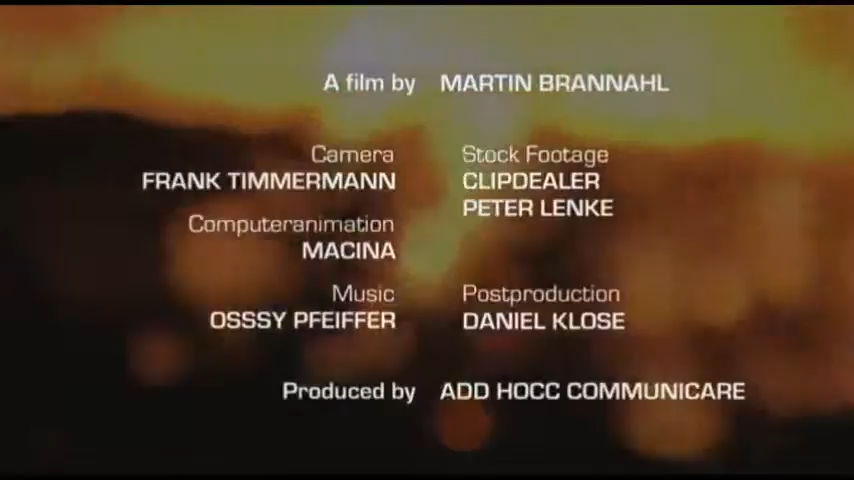 A film by MARTIN BRANNAHL
Camera
FRANK TIMMERMANN
Stock Footage
CLIPDEALER
PETER LENKE
Computeranimation
MACINA
Music
OSSSY PFEIFFER
Postproduction
DANIEL KLOSE
Produced by ADD HOCC COMMUNICARE